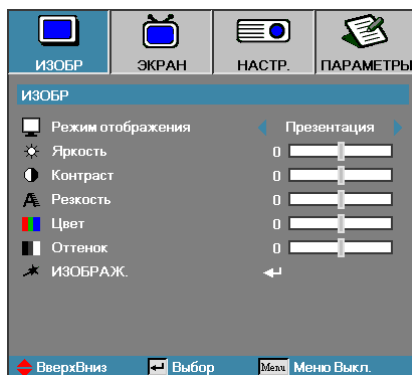 ИЗОБР ЭКРАН НАСТР. ПАРАМЕТРЫ
ИЗОБР
Режим отображения Презентация
Яркость 0
Контраст 0
Резкость 0
Цвет 0
Оттенок 0
ИЗОБРАЖ.
ВверхВниз Выбор Menu Меню Выкл.